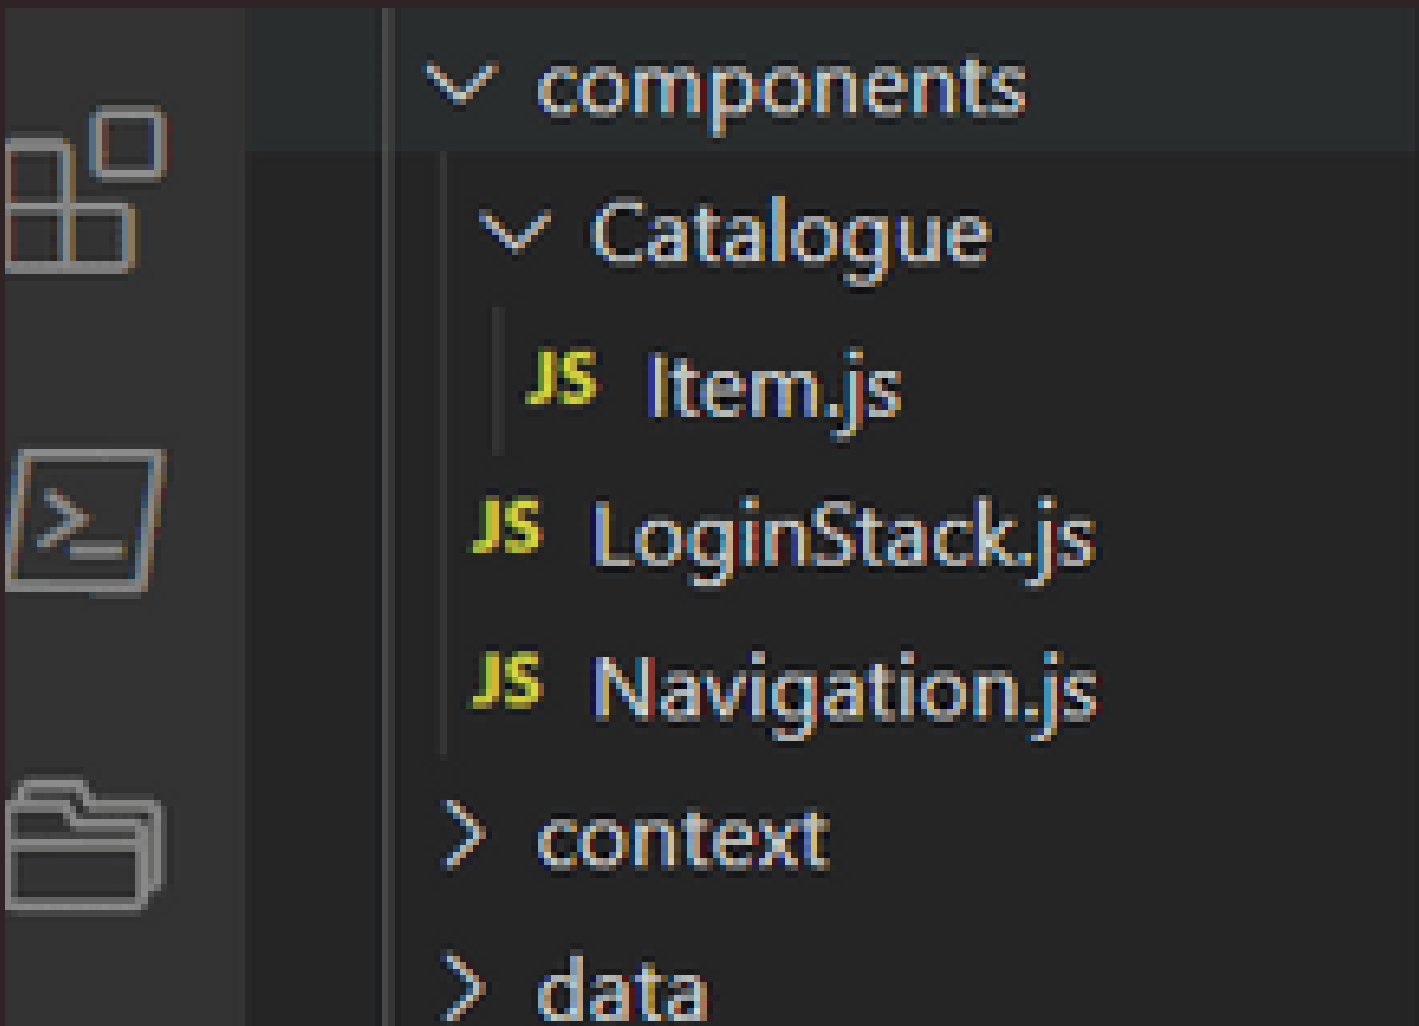 components
Catalogue
JS Item.js
JS LoginStack.js
JS Navigation.js
context
data